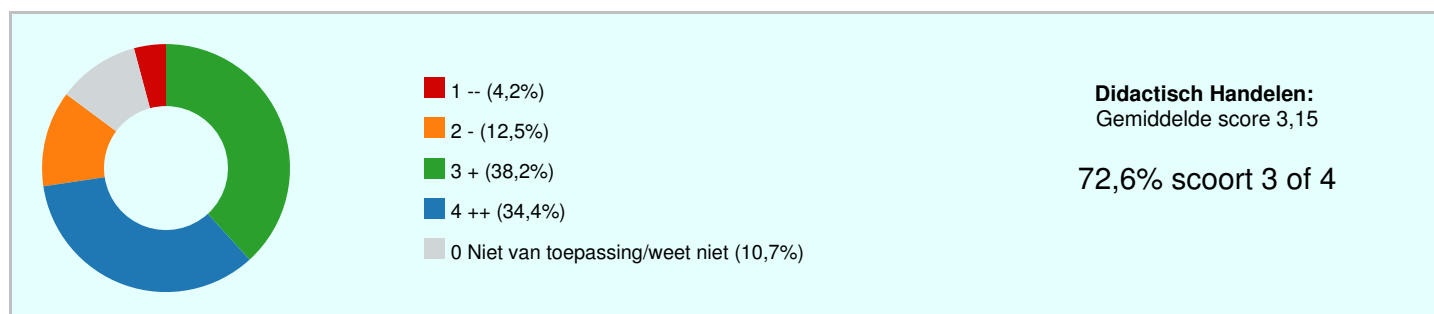 1 -- (4,2%)
2 - (12,5%)
3 + (38,2%)
4 ++ (34,4%)
0 Niet van toepassing/weet niet (10,7%)
Didactisch Handelen:
Gemiddelde score 3,15
72,6% scoort 3 of 4